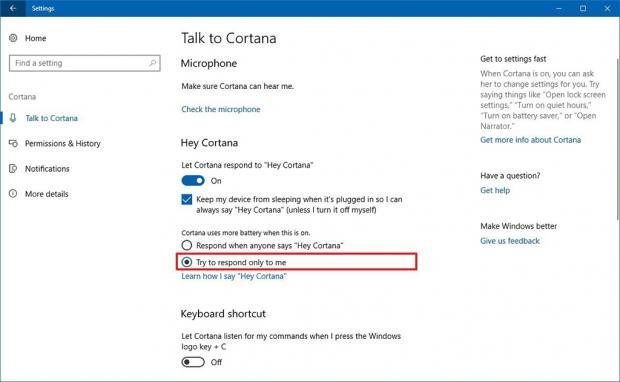 Settings
Home
Find a setting
Cortana
Talk to Cortana
Permissions & History
Notifications
More details
Talk to Cortana
Microphone
Make sure Cortana can hear me.
Check the microphone
Hey Cortana
Let Cortana respond to "Hey Cortana"
On
Keep my device from sleeping when it's plugged in so I can
always say "Hey Cortana" (unless I turn it off myself)
Cortana uses more battery when this is on.
Respond when anyone says "Hey Cortana"
Try to respond only to me
Learn how I say "Hey Cortana"
Keyboard shortcut
Let Cortana listen for my commands when I press the Windows
logo key + C
Off
Get to settings fast
When Cortana is on, you can ask
her to change settings for you. Try
saying things like "Open lock screen
settings," "Turn on quiet hours,"
"Turn on battery saver," or "Open
Narrator."
Get more info about Cortana
Have a question?
Get help
Make Windows better
Give us feedback